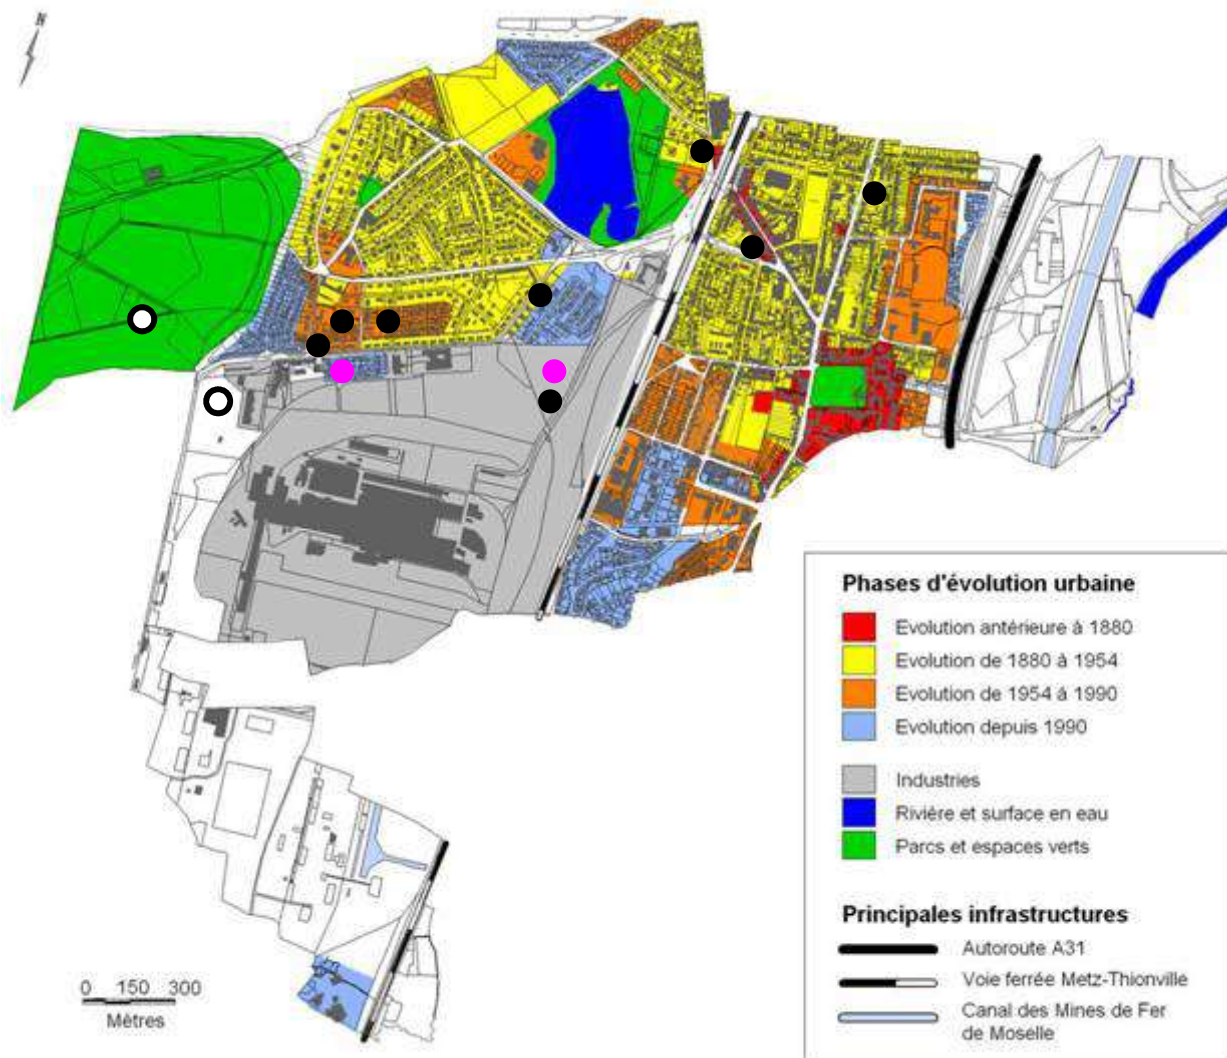 N
Phases d'évolution urbaine
Evolution antérieure à 1880
Evolution de 1880 à 1954
Evolution de 1954 à 1990
Evolution depuis 1990
Industries
Rivière et surface en eau
Parcs et espaces verts
Principales infrastructures
Autoroute A31
Voie ferrée Metz-Thionville
Canal des Mines de Fer
de Moselle
0 150 300
Mètres